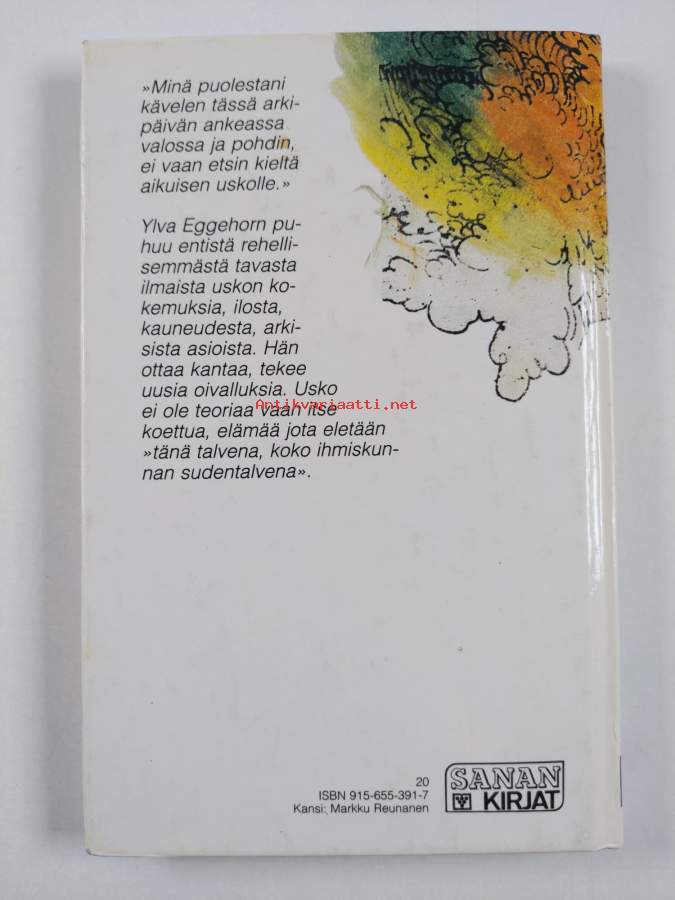 »Minä puolestani
kävelen tässä arki-
päivän ankeassa
valossa ja pohdin,
ei vaan etsin kieltä
aikuisen uskolle.»
Ylva Eggehorn pu-
huu entistä rehelli-
semmästä tavasta
ilmaista uskon ko-
kemuksia, ilosta,
kauneudesta, arki-
sista asioista. Hän
ottaa kantaa, tekee
uusia oivalluksia. Usko
Antikvariaatti.net
ei ole teoriaa vaan itse
koettua, elämää jota eletään
»tänä talvena, koko ihmiskun-
nan sudentalvena».
20
ISBN 915-655-391-7
Kansi: Markku Reunanen
SANAN
KIRJAT